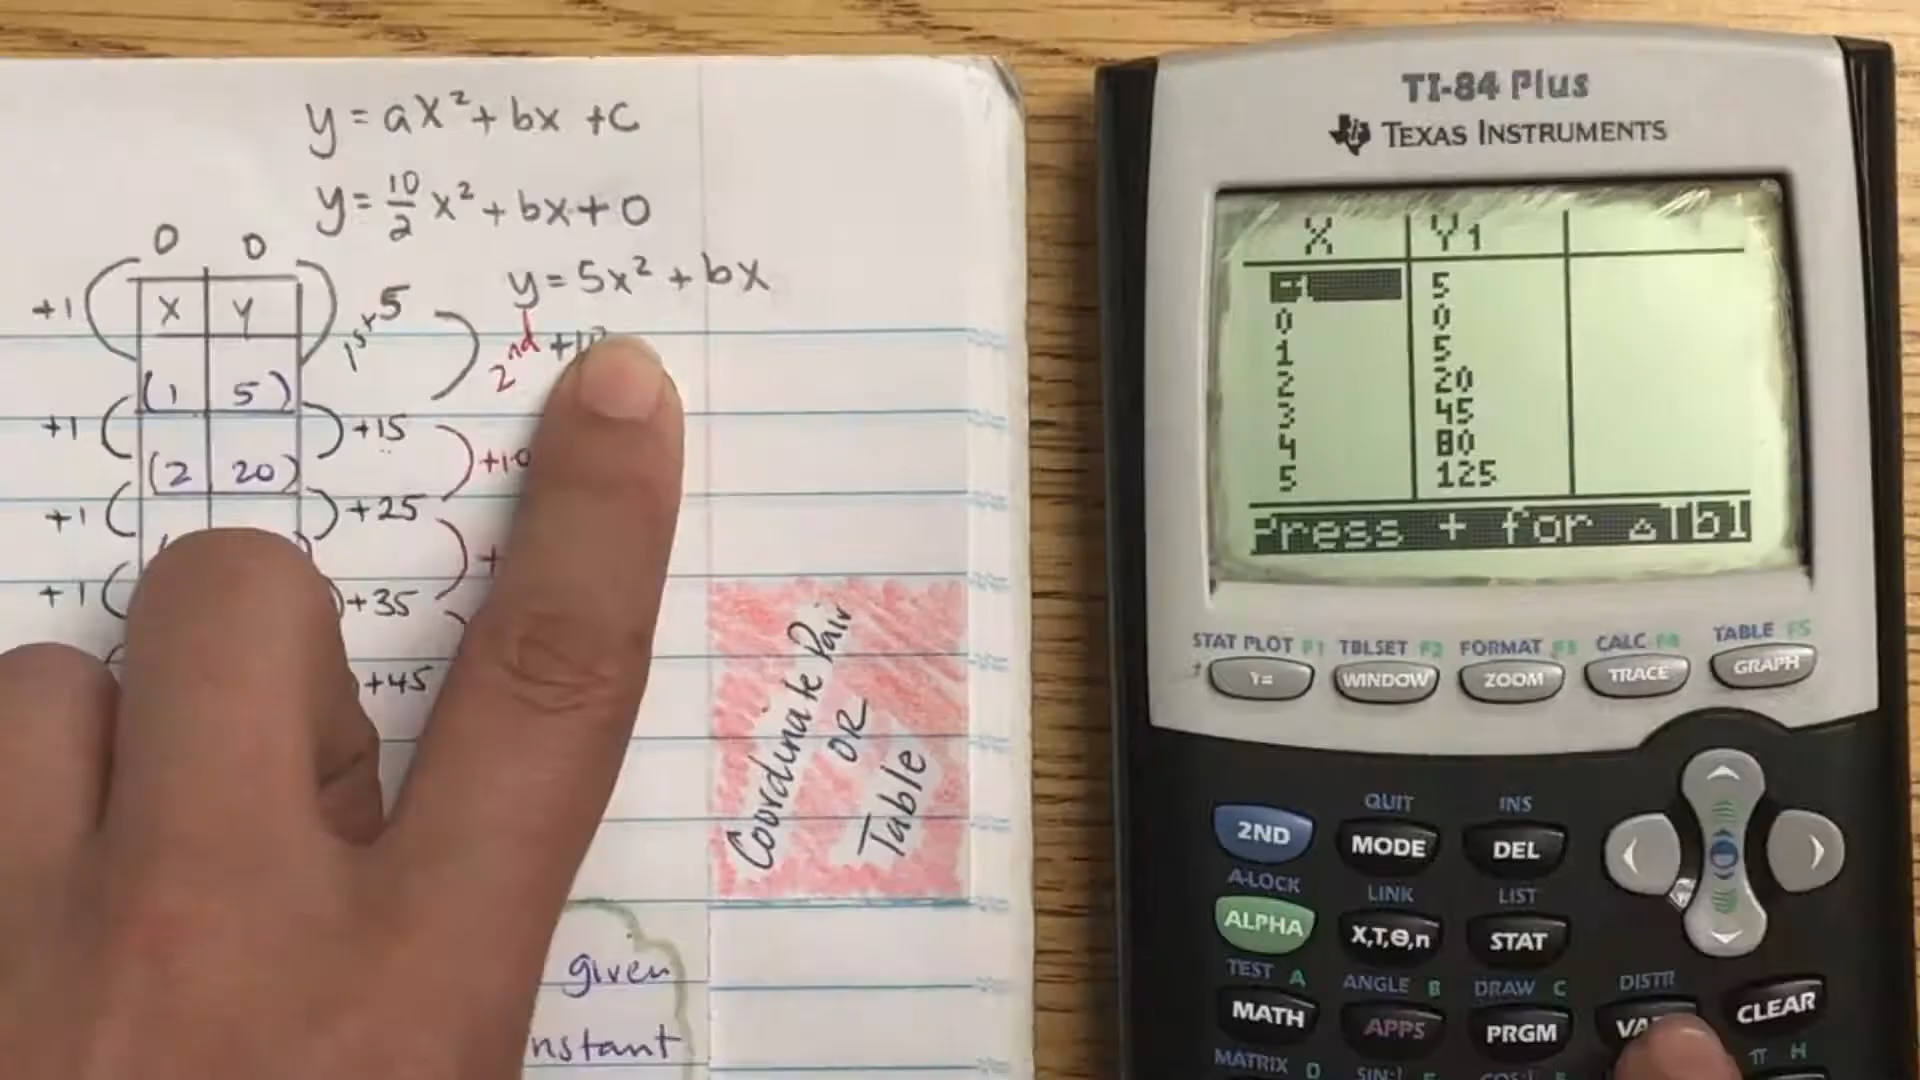 y = ax² + bx + c
y = 10/2 x² + bx + 0
y = 5x² + bx
0 0
+1 X Y 1st +5
2nd
(1 5)
+1 +15
(2 20) +10
+1 +25
+1 +35
+45
Coordinate Pair
OR
Table
given
nstant
TI-84 Plus
TEXAS INSTRUMENTS
X Y1
-1 5
0 0
1 5
2 20
3 45
4 80
5 125
Press + for △Tbl
STAT PLOT F1 TBLSET F2 FORMAT F3 CALC F4 TABLE F5
Y= WINDOW ZOOM TRACE GRAPH
QUIT INS
2ND MODE DEL
A-LOCK LINK LIST
ALPHA X,T,θ,n STAT
TEST A ANGLE B DRAW C DISTR
MATH APPS PRGM CLEAR
MATRIX D π H